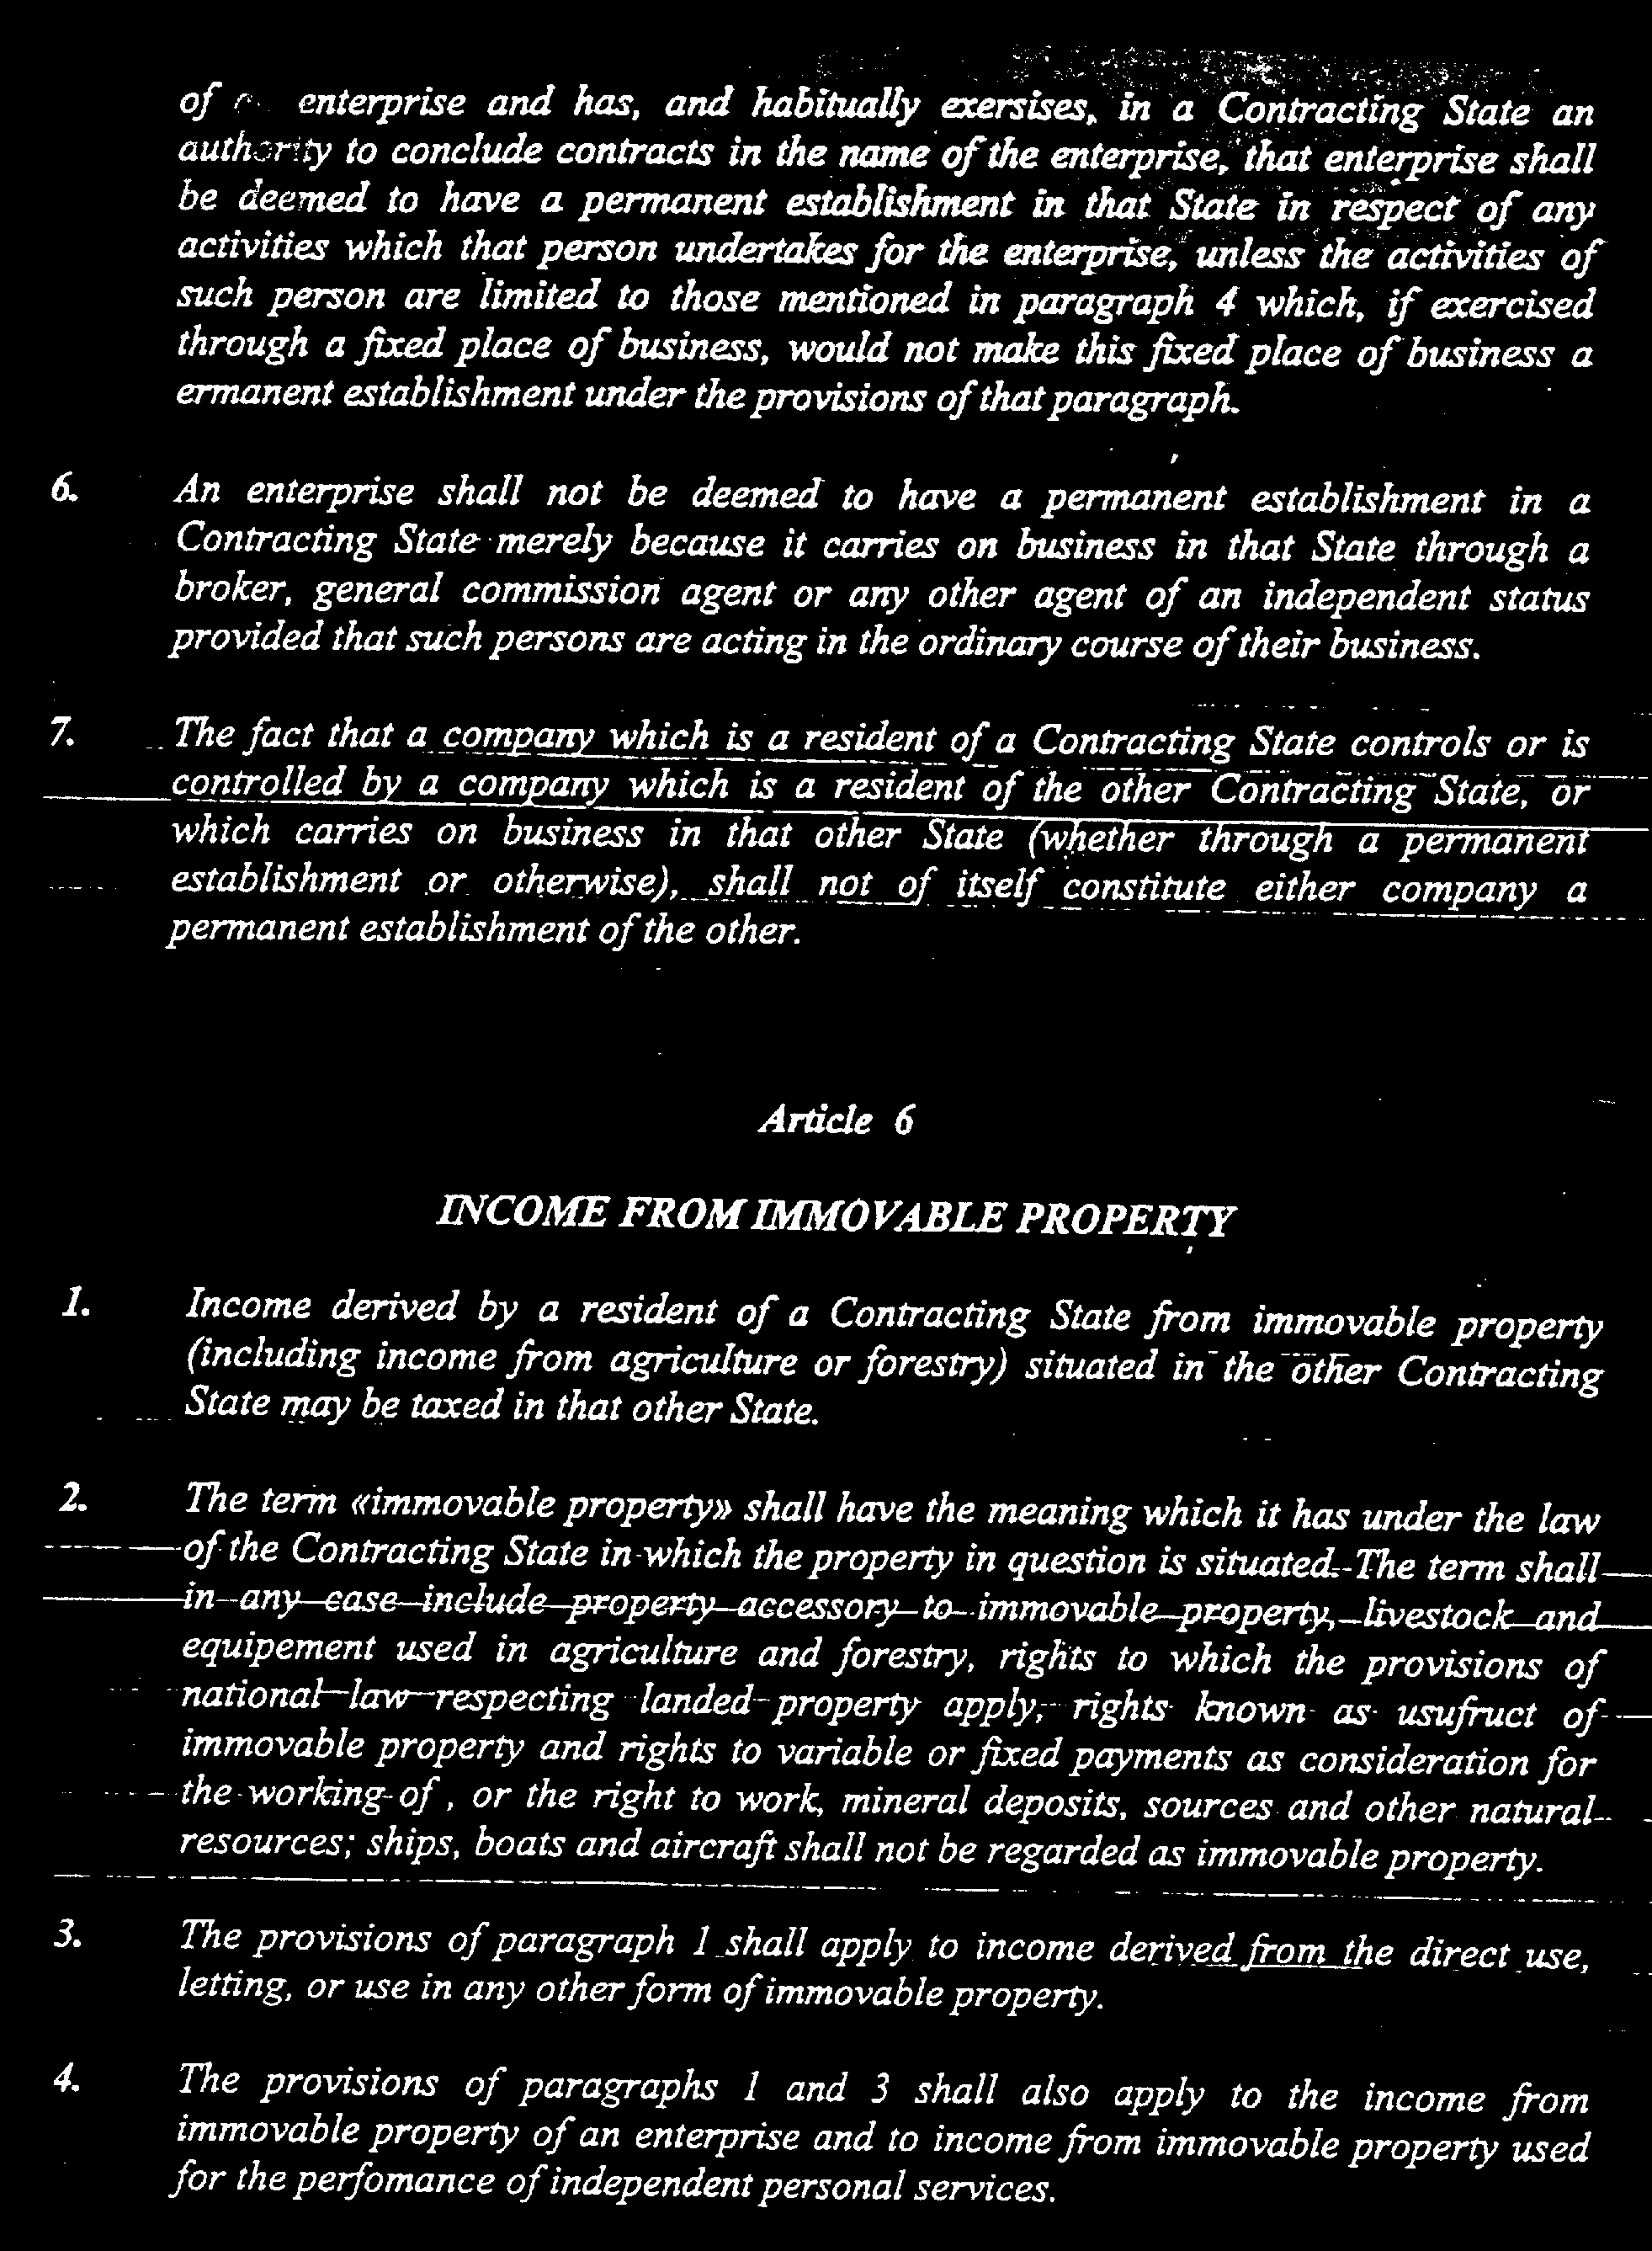 of enterprise and has, and habitually exersises, in a Contracting State an
authority to conclude contracts in the name of the enterprise, that enterprise shall
be deemed to have a permanent establishment in that State in respect of any
activities which that person undertakes for the enterprise, unless the activities of
such person are limited to those mentioned in paragraph 4 which, if exercised
through a fixed place of business, would not make this fixed place of business a
ermanent establishment under the provisions of that paragraph.
6. An enterprise shall not be deemed to have a permanent establishment in a
Contracting State merely because it carries on business in that State through a
broker, general commission agent or any other agent of an independent status
provided that such persons are acting in the ordinary course of their business.
7. The fact that a company which is a resident of a Contracting State controls or is
controlled by a company which is a resident of the other Contracting State, or
which carries on business in that other State (whether through a permanent
establishment or otherwise), shall not of itself constitute either company a
permanent establishment of the other.
Article 6
INCOME FROM IMMOVABLE PROPERTY
1. Income derived by a resident of a Contracting State from immovable property
(including income from agriculture or forestry) situated in the other Contracting
State may be taxed in that other State.
2. The term «immovable property» shall have the meaning which it has under the law
of the Contracting State in which the property in question is situated. The term shall
in any case include property accessory to immovable property, livestock and
equipement used in agriculture and forestry, rights to which the provisions of
national law respecting landed property apply, rights known as usufruct of
immovable property and rights to variable or fixed payments as consideration for
the working of , or the right to work, mineral deposits, sources and other natural
resources; ships, boats and aircraft shall not be regarded as immovable property.
3. The provisions of paragraph 1 shall apply to income derived from the direct use,
letting, or use in any other form of immovable property.
4. The provisions of paragraphs 1 and 3 shall also apply to the income from
immovable property of an enterprise and to income from immovable property used
for the perfomance of independent personal services.